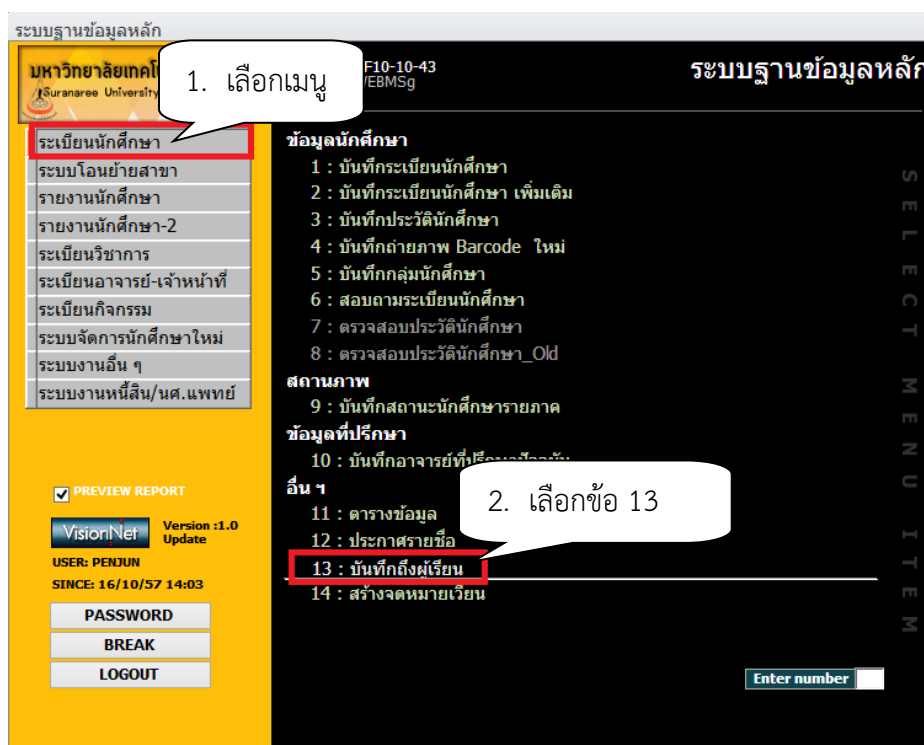 ระบบฐานข้อมูลหลัก
มหาวิทยาลัยเทคโ
Suranaree University
1. เลือกเมนู
F10-10-43
EBMSg
ระบบฐานข้อมูลหลัก
ระเบียนนักศึกษา
ระบบโอนย้ายสาขา
รายงานนักศึกษา
รายงานนักศึกษา-2
ระเบียนวิชาการ
ระเบียนอาจารย์-เจ้าหน้าที่
ระเบียนกิจกรรม
ระบบจัดการนักศึกษาใหม่
ระบบงานอื่น ๆ
ระบบงานหนี้สิน/นศ.แพทย์
ข้อมูลนักศึกษา
1 : บันทึกระเบียนนักศึกษา
2 : บันทึกระเบียนนักศึกษา เพิ่มเติม
3 : บันทึกประวัตินักศึกษา
4 : บันทึกถ่ายภาพ Barcode ใหม่
5 : บันทึกกลุ่มนักศึกษา
6 : สอบถามระเบียนนักศึกษา
7 : ตรวจสอบประวัตินักศึกษา
8 : ตรวจสอบประวัตินักศึกษา_Old
สถานภาพ
9 : บันทึกสถานะนักศึกษารายภาค
ข้อมูลที่ปรึกษา
10 : บันทึกอาจารย์ที่ปรึกษาปัจจุบัน
อื่น ๆ
2. เลือกข้อ 13
11 : ตารางข้อมูล
12 : ประกาศรายชื่อ
13 : บันทึกถึงผู้เรียน
14 : สร้างจดหมายเวียน
SELECT MENU ITEM
PREVIEW REPORT
VisionNet
Version :1.0
Update
USER: PENJUN
SINCE: 16/10/57 14:03
PASSWORD
BREAK
LOGOUT
Enter number